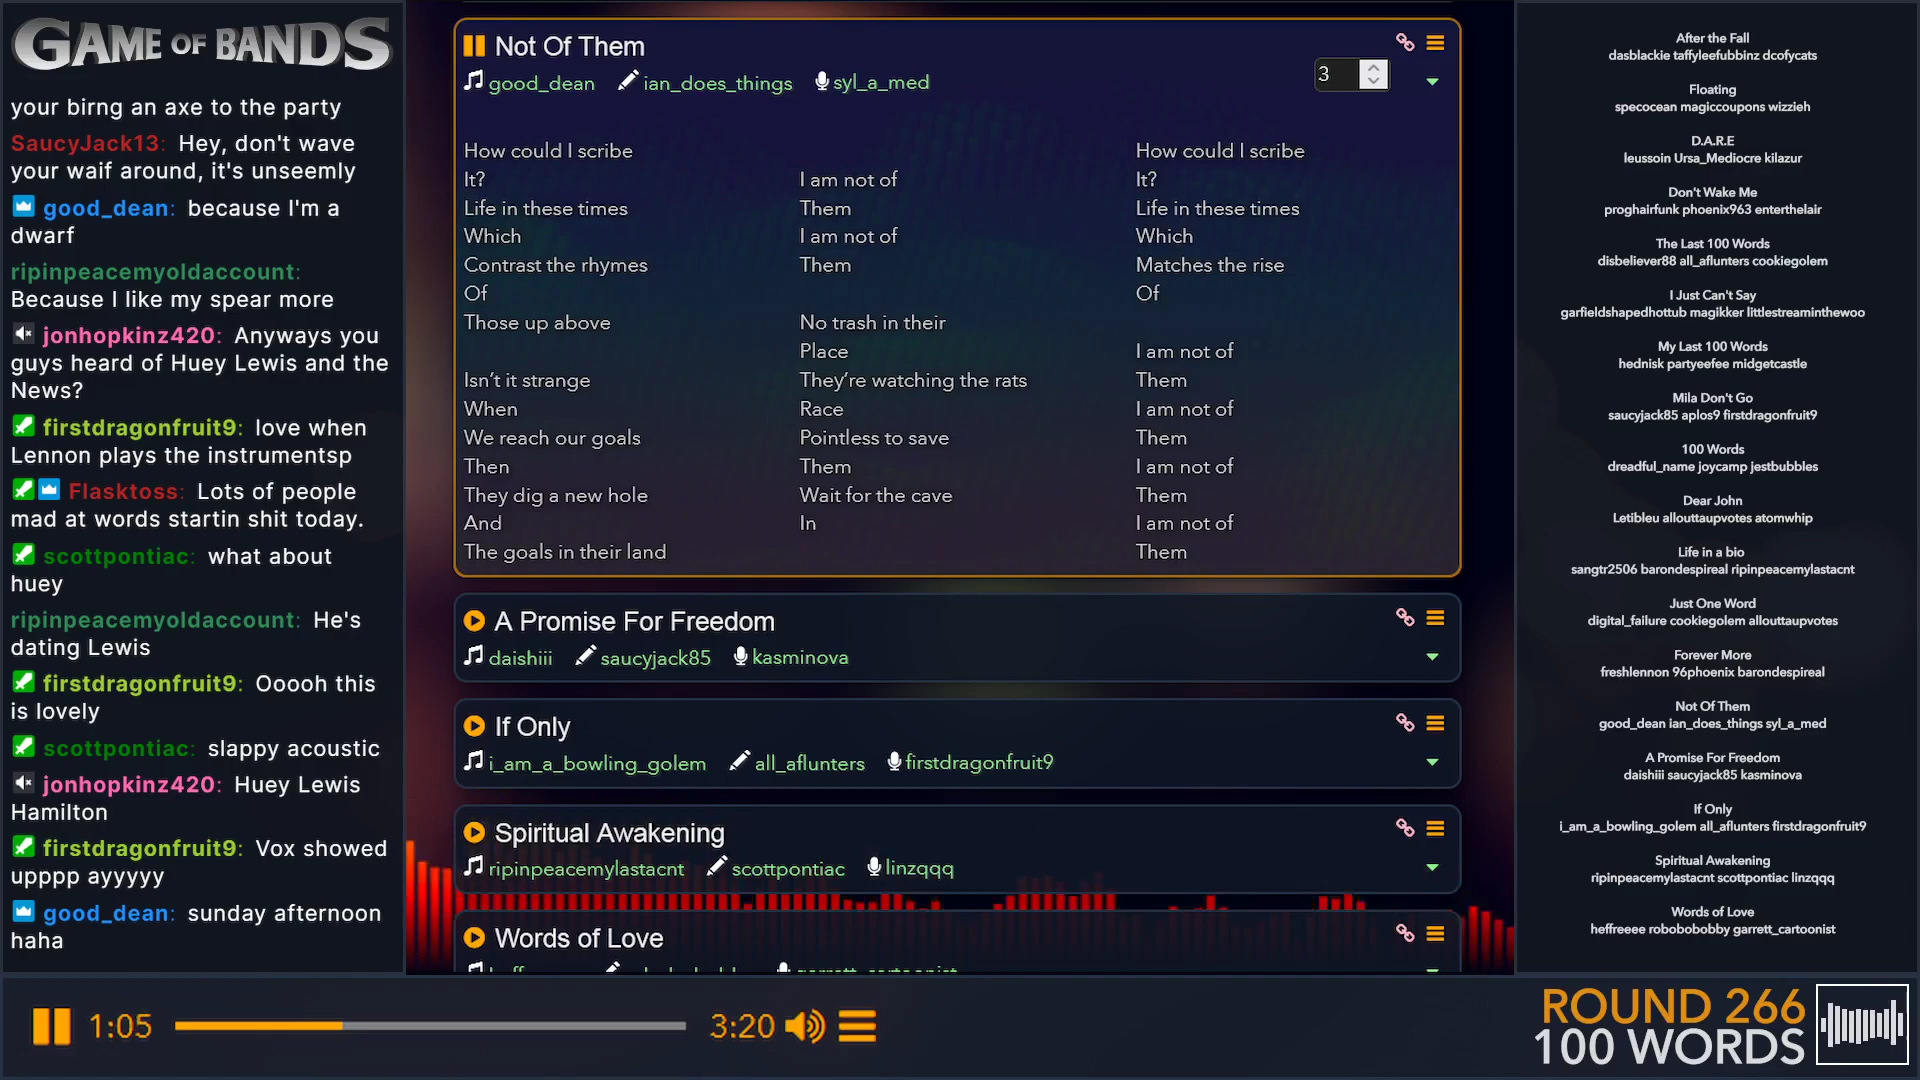 GAME OF BANDS
your birng an axe to the party
SaucyJack13: Hey, don't wave
your waif around, it's unseemly
good_dean: because I'm a
dwarf
ripinpeacemyoldaccount:
Because I like my spear more
jonhopkinz420: Anyways you
guys heard of Huey Lewis and the
News?
firstdragonfruit9: love when
Lennon plays the instrumentsp
Flasktoss: Lots of people
mad at words startin shit today.
scottpontiac: what about
huey
ripinpeacemyoldaccount: He's
dating Lewis
firstdragonfruit9: Ooooh this
is lovely
scottpontiac: slappy acoustic
jonhopkinz420: Huey Lewis
Hamilton
firstdragonfruit9: Vox showed
upppp ayyyyy
good_dean: sunday afternoon
haha
Not Of Them
good_dean ian_does_things syl_a_med
3
How could I scribe
It?
Life in these times
Which
Contrast the rhymes
Of
Those up above
Isn't it strange
When
We reach our goals
Then
They dig a new hole
And
The goals in their land
I am not of
Them
I am not of
Them
No trash in their
Place
They're watching the rats
Race
Pointless to save
Them
Wait for the cave
In
How could I scribe
It?
Life in these times
Which
Matches the rise
Of
I am not of
Them
I am not of
Them
I am not of
Them
I am not of
Them
A Promise For Freedom
daishiii saucyjack85 kasminova
If Only
i_am_a_bowling_golem all_aflunters firstdragonfruit9
Spiritual Awakening
ripinpeacemylastacnt scottpontiac linzqqq
Words of Love
After the Fall
dasblackie taffyleefubbinz dcofycats
Floating
specocean magiccoupons wizzieh
D.A.R.E
leussoin Ursa_Mediocre kilazur
Don't Wake Me
proghairfunk phoenix963 enterthelair
The Last 100 Words
disbeliever88 all_aflunters cookiegolem
I Just Can't Say
garfieldshapedhottub magikker littlestreaminthewoo
My Last 100 Words
hednisk partyeefee midgetcastle
Mila Don't Go
saucyjack85 aplos9 firstdragonfruit9
100 Words
dreadful_name joycamp jestbubbles
Dear John
Letibleu allouttaupvotes atomwhip
Life in a bio
sangtr2506 barondespireal ripinpeacemylastacnt
Just One Word
digital_failure cookiegolem allouttaupvotes
Forever More
freshlennon 96phoenix barondespireal
Not Of Them
good_dean ian_does_things syl_a_med
A Promise For Freedom
daishiii saucyjack85 kasminova
If Only
i_am_a_bowling_golem all_aflunters firstdragonfruit9
Spiritual Awakening
ripinpeacemylastacnt scottpontiac linzqqq
Words of Love
heffreeee robobobobby garrett_cartoonist
1:05
3:20
ROUND 266
100 WORDS